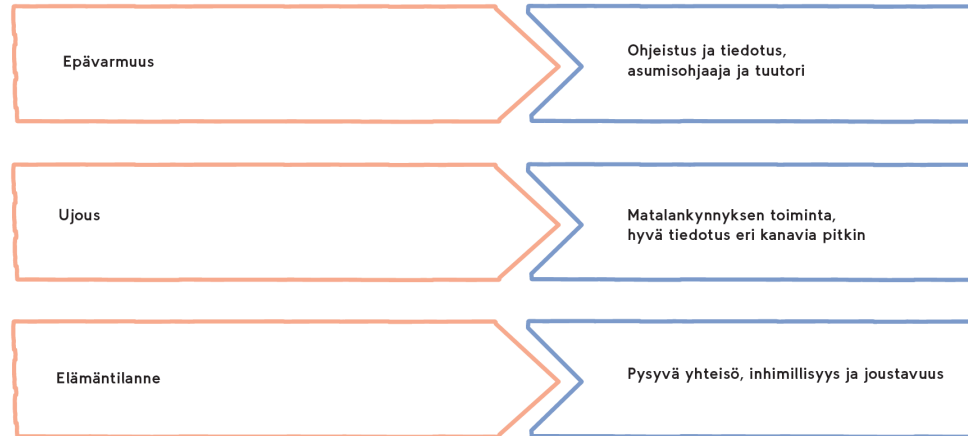 Epävarmuus
Ohjeistus ja tiedotus,
asumisohjaaja ja tuutori
Ujous
Matalankynnyksen toiminta,
hyvä tiedotus eri kanavia pitkin
Elämäntilanne
Pysyvä yhteisö, inhimillisyys ja joustavuus